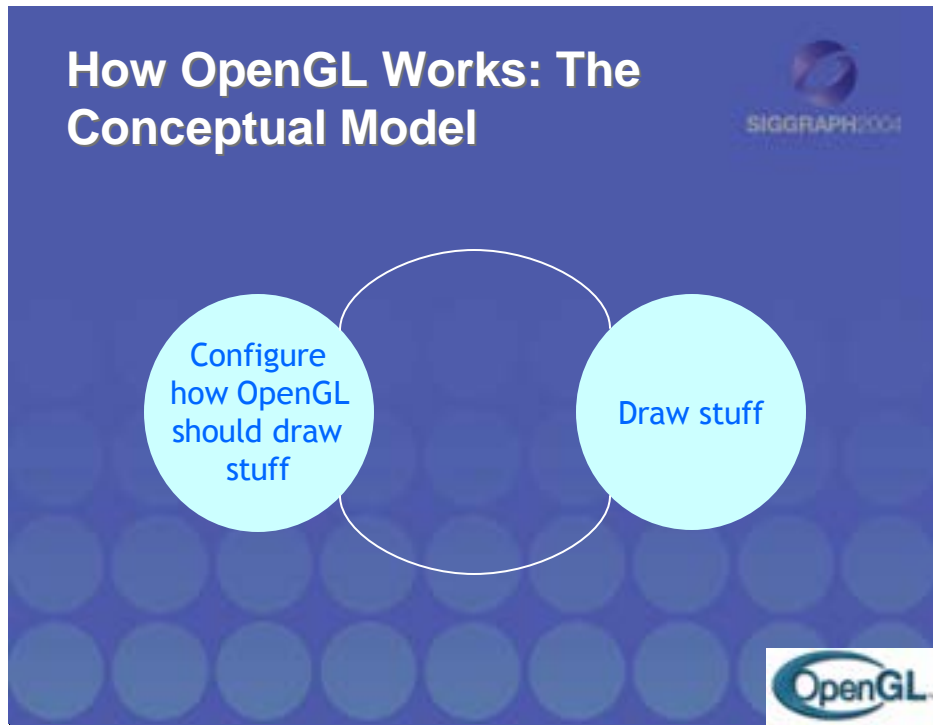 How OpenGL Works: The
Conceptual Model
SIGGRAPH2004
Configure
how OpenGL
should draw
stuff
Draw stuff
OpenGL